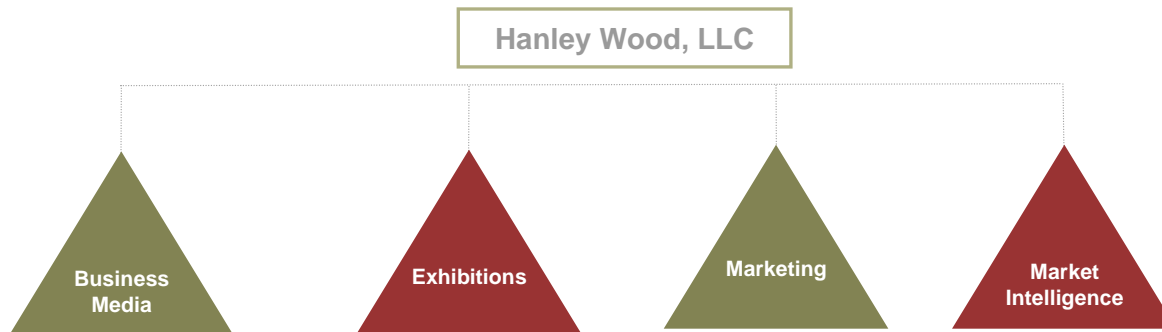 Hanley Wood, LLC
Business
Media
Exhibitions
Marketing
Market
Intelligence